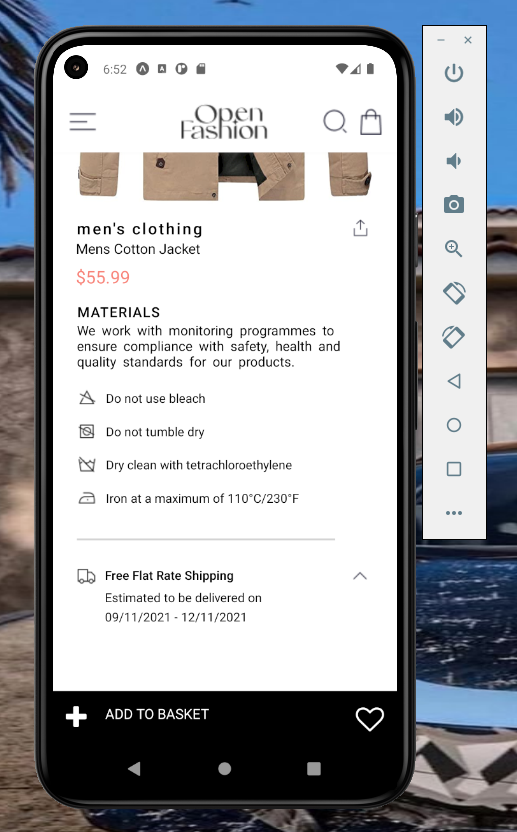 6:52
Open
Fashion
men's clothing
Mens Cotton Jacket
$55.99
MATERIALS
We work with monitoring programmes to
ensure compliance with safety, health and
quality standards for our products.
Do not use bleach
Do not tumble dry
Dry clean with tetrachloroethylene
Iron at a maximum of 110°C/230°F
Free Flat Rate Shipping
Estimated to be delivered on
09/11/2021 - 12/11/2021
ADD TO BASKET